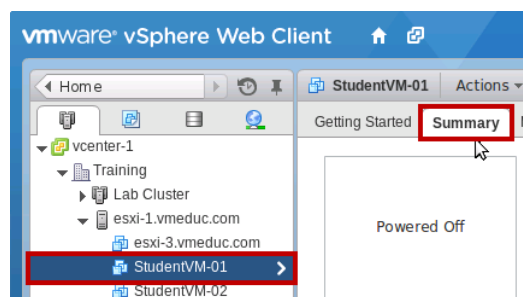 vmware® vSphere Web Client
Home
StudentVM-01 Actions
Getting Started Summary
vcenter-1
Training
Lab Cluster
esxi-1.vmeduc.com
esxi-3.vmeduc.com
StudentVM-01
StudentVM-02
Powered Off